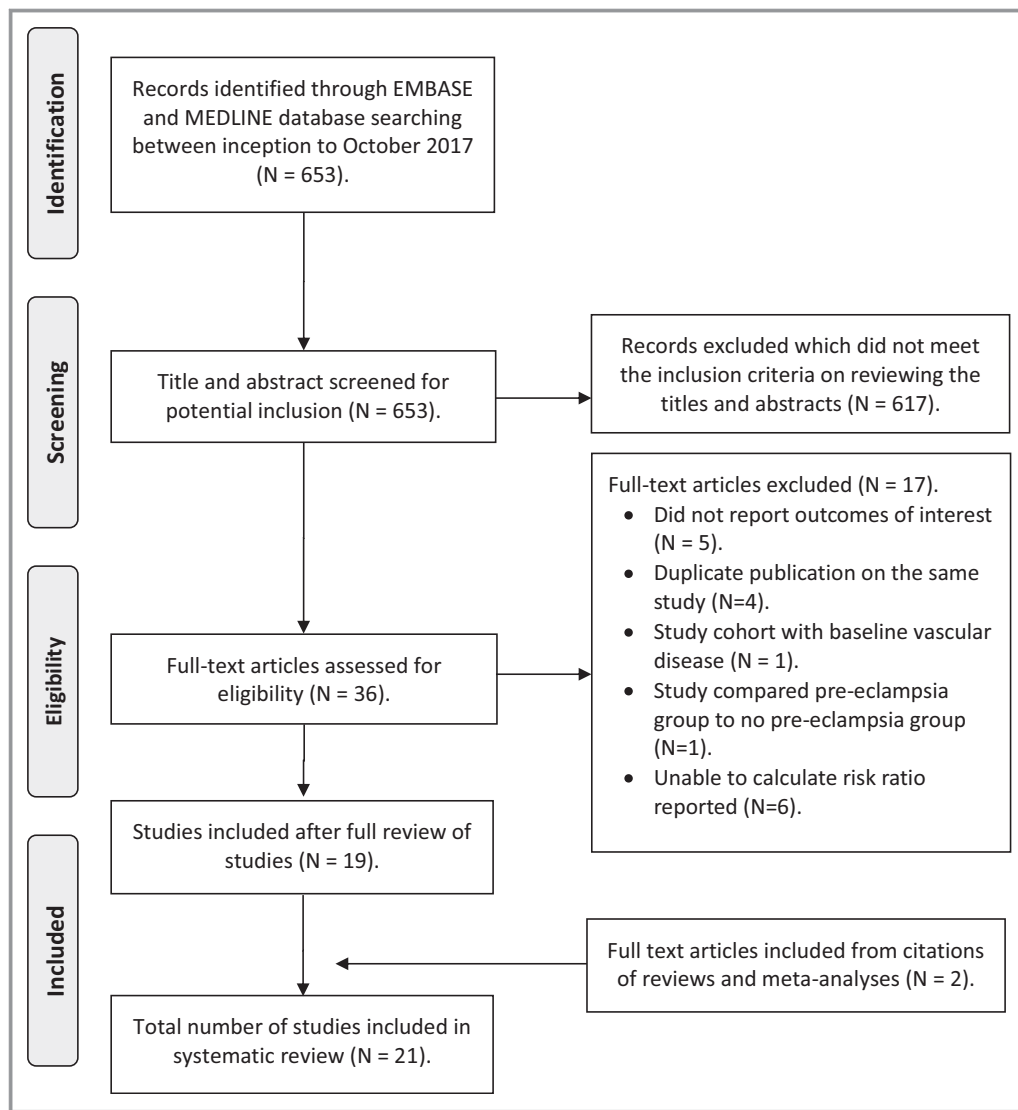 Identification
Records identified through EMBASE
and MEDLINE database searching
between inception to October 2017
(N = 653).
Screening
Title and abstract screened for
potential inclusion (N = 653).
Records excluded which did not meet
the inclusion criteria on reviewing the
titles and abstracts (N = 617).
Eligibility
Full-text articles assessed for
eligibility (N = 36).
Full-text articles excluded (N = 17).
• Did not report outcomes of interest
(N = 5).
• Duplicate publication on the same
study (N=4).
• Study cohort with baseline vascular
disease (N = 1).
• Study compared pre-eclampsia
group to no pre-eclampsia group
(N=1).
• Unable to calculate risk ratio
reported (N=6).
Studies included after full review of
studies (N = 19).
Included
Full text articles included from citations
of reviews and meta-analyses (N = 2).
Total number of studies included in
systematic review (N = 21).